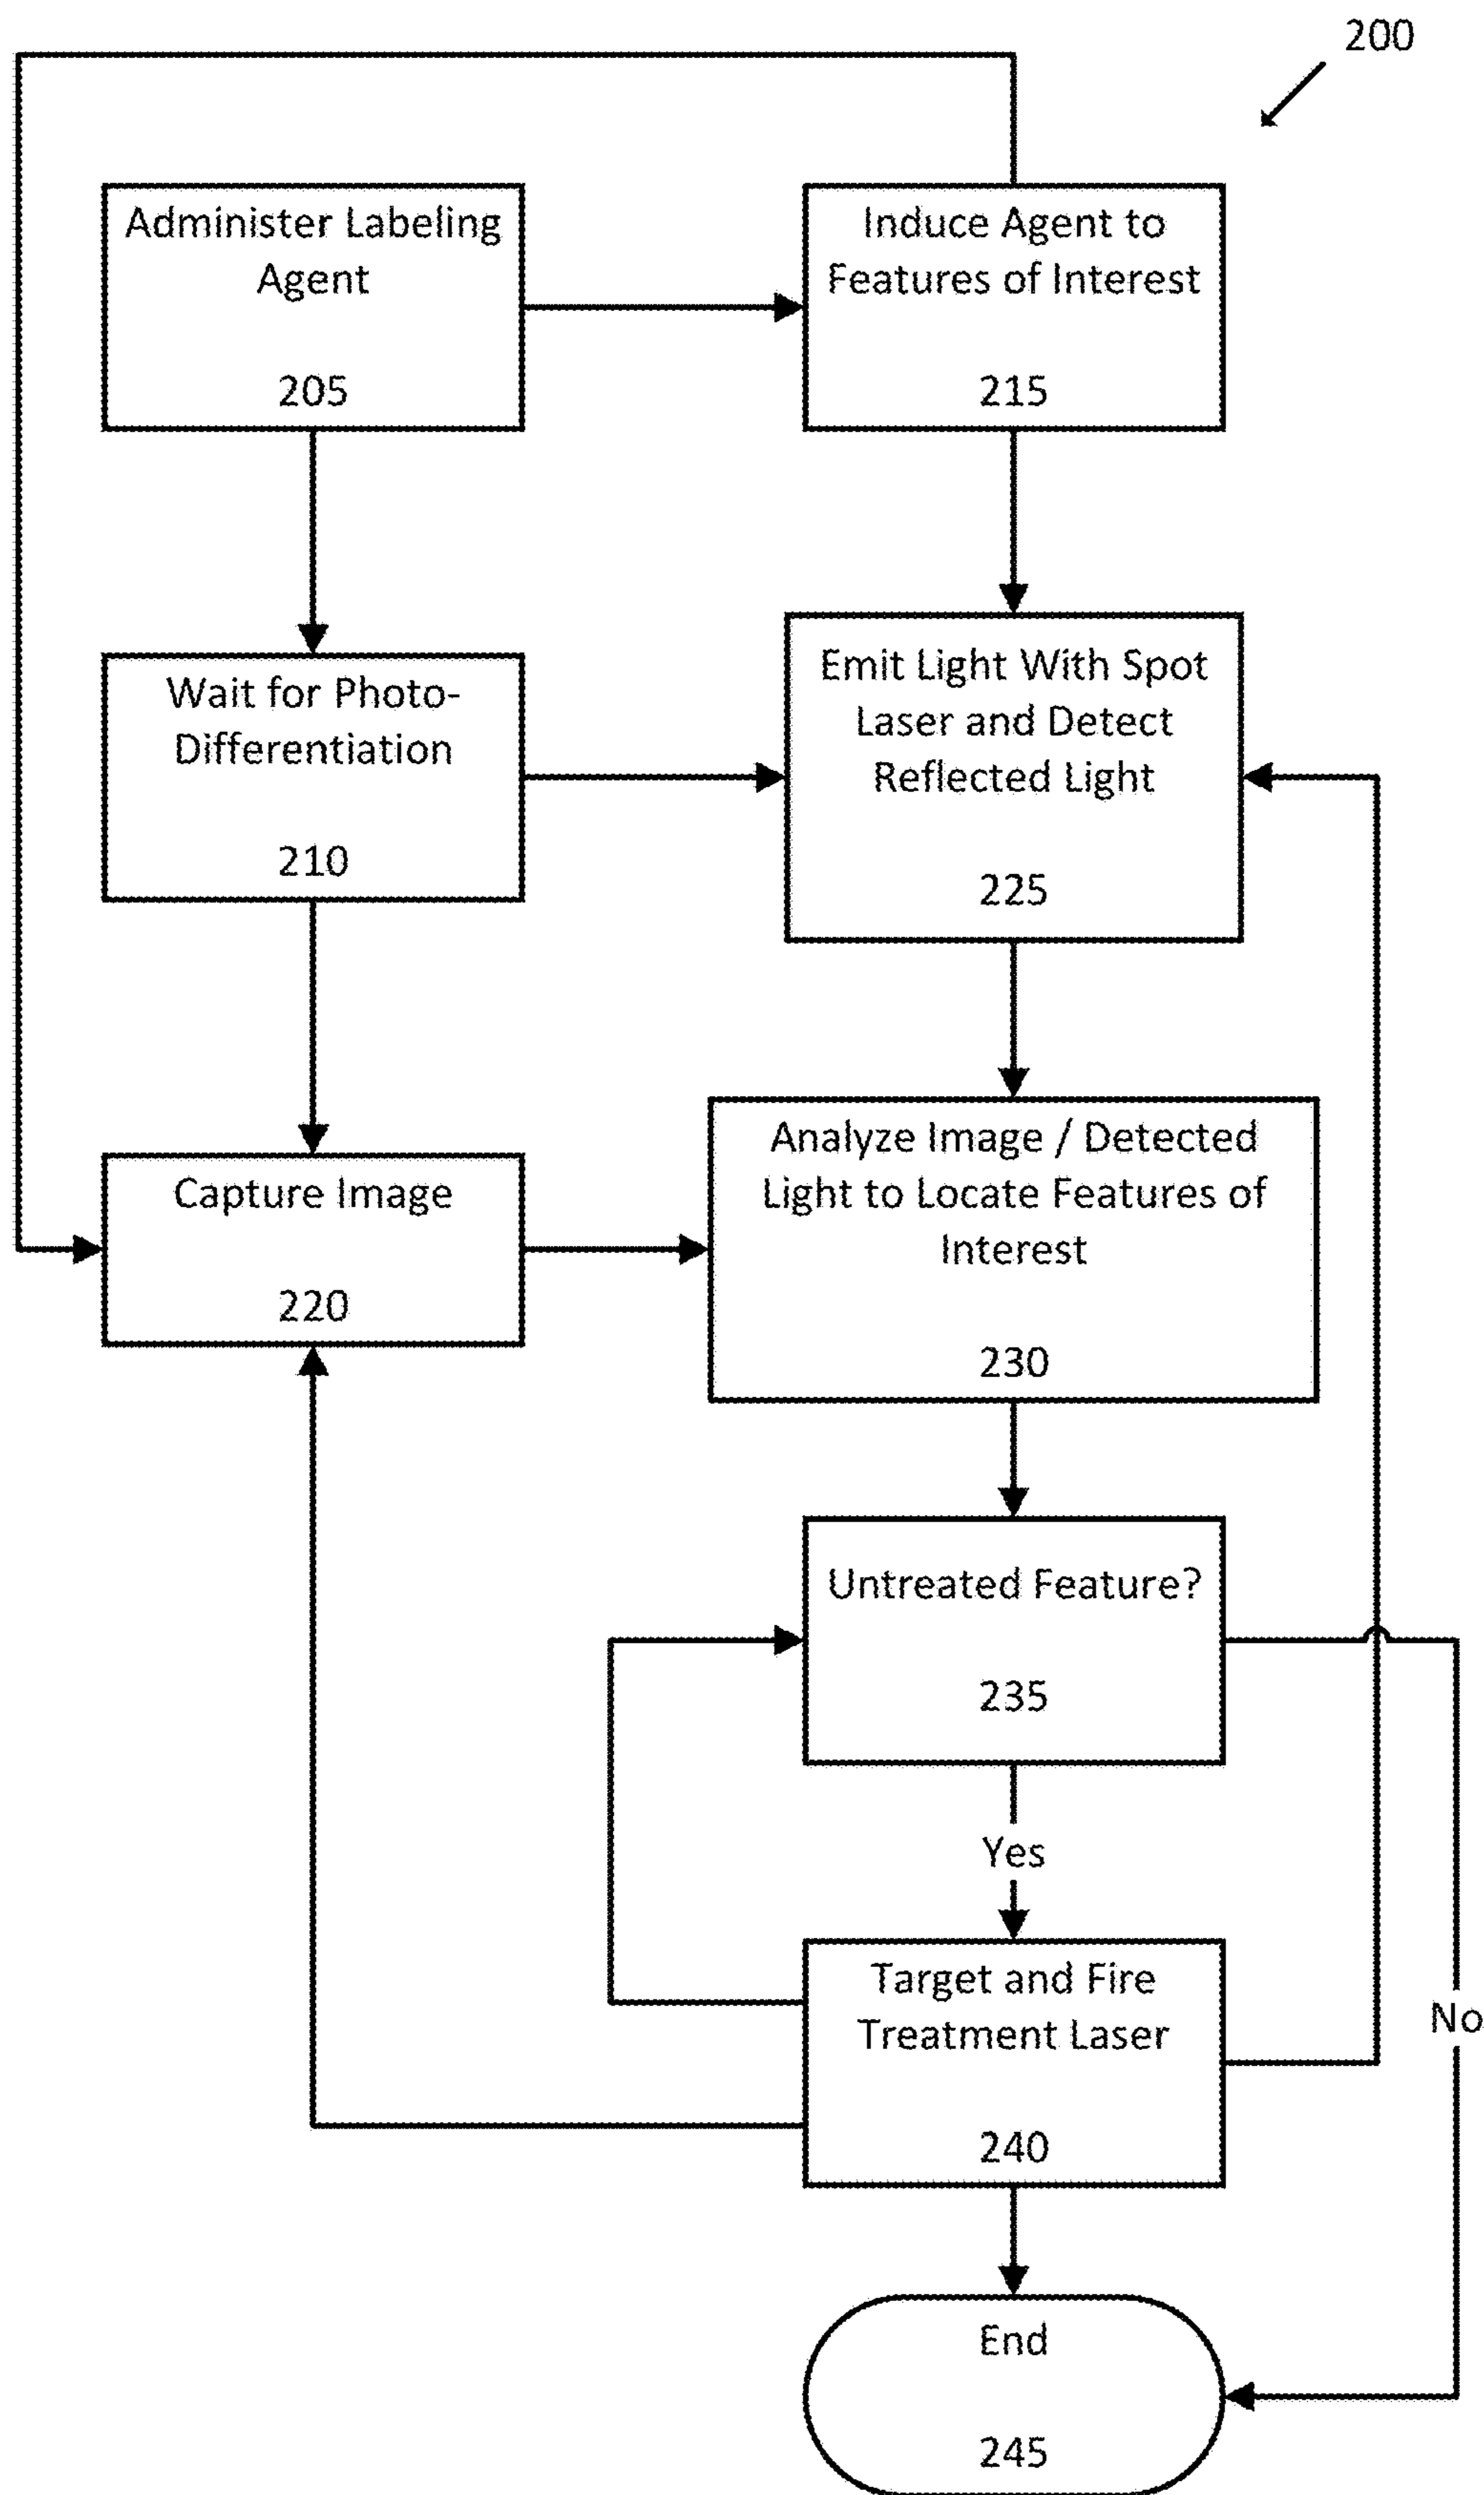 200
Administer Labeling
Agent
205
Induce Agent to
Features of Interest
215
Wait for Photo-
Differentiation
210
Emit Light With Spot
Laser and Detect
Reflected Light
225
Capture Image
220
Analyze Image / Detected
Light to Locate Features of
Interest
230
Untreated Feature?
235
Yes
Target and Fire
Treatment Laser
240
No
End
245